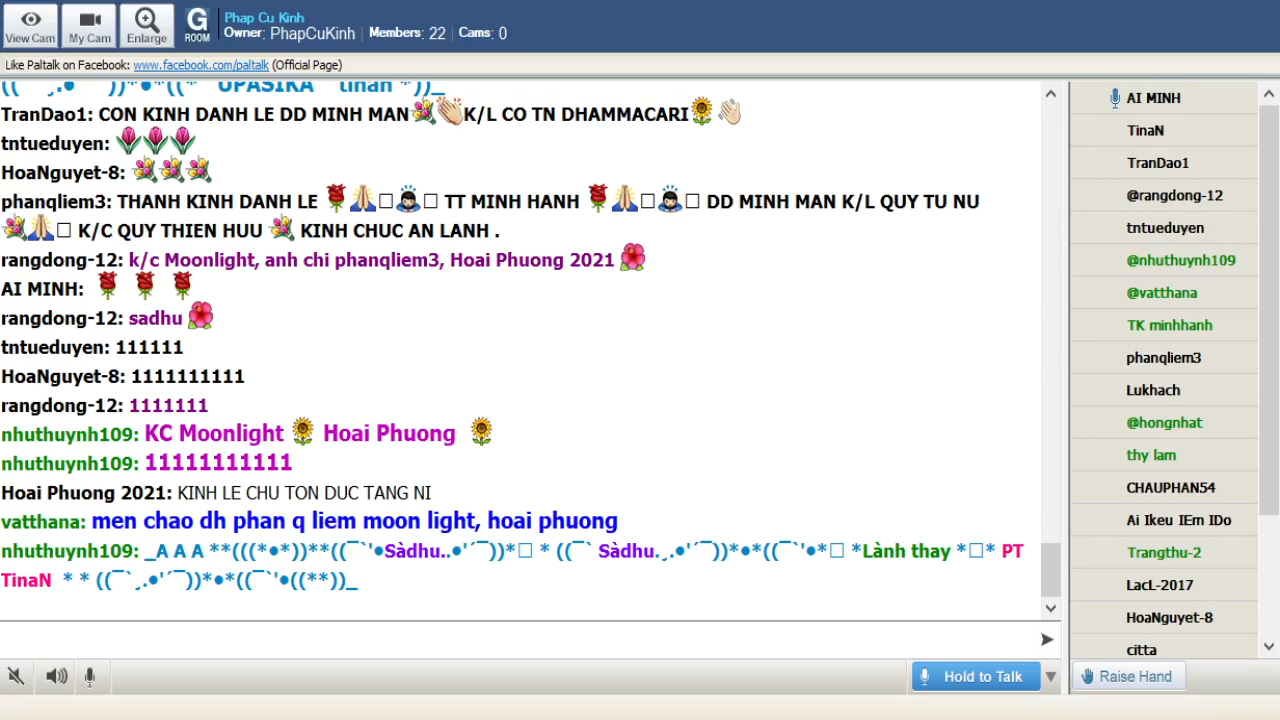 View Cam
My Cam
Enlarge
G
ROOM
Phap Cu Kinh
Owner: PhapCuKinh | Members: 22 | Cams: 0
Like Paltalk on Facebook: www.facebook.com/paltalk (Official Page)
UPASIKA tinan
TranDao1: CON KINH DANH LE DD MINH MAN💐👏K/L CO TN DHAMMACARI🌻👏
tntueduyen: 🌷🌷🌷
HoaNguyet-8: 💐💐💐
phanqliem3: THANH KINH DANH LE 🌹🙏□🙇□ TT MINH HANH 🌹🙏□🙇□ DD MINH MAN K/L QUY TU NU
💐🙏□ K/C QUY THIEN HUU 💐 KINH CHUC AN LANH .
rangdong-12: k/c Moonlight, anh chi phanqliem3, Hoai Phuong 2021 🌺
AI MINH: 🌹 🌹 🌹
rangdong-12: sadhu 🌺
tntueduyen: 111111
HoaNguyet-8: 1111111111
rangdong-12: 1111111
nhuthuynh109: KC Moonlight 🌻 Hoai Phuong 🌻
nhuthuynh109: 11111111111
Hoai Phuong 2021: KINH LE CHU TON DUC TANG NI
vatthana: men chao dh phan q liem moon light, hoai phuong
nhuthuynh109: _A A A **(((*•*))**((¯`'•Sàdhu..•'´¯))*□ * ((¯` Sàdhu.¸.•'´¯))*•*((¯`'•*□ *Lành thay *□* PT
TinaN * * ((¯`¸.•'´¯))*•*((¯`'•((**))_
Hold to Talk
AI MINH
TinaN
TranDao1
@rangdong-12
tntueduyen
@nhuthuynh109
@vatthana
TK minhhanh
phanqliem3
Lukhach
@hongnhat
thy lam
CHAUPHAN54
Ai Ikeu IEm IDo
Trangthu-2
LacL-2017
HoaNguyet-8
citta
Raise Hand